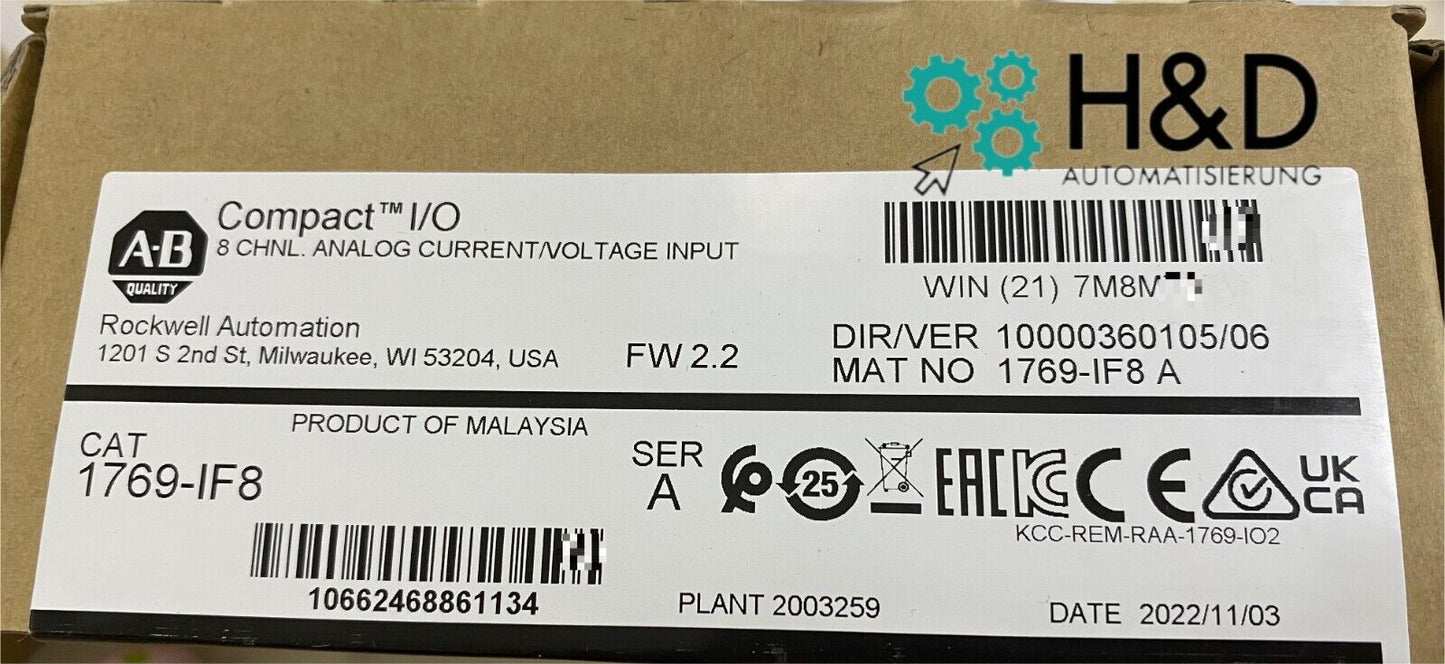 H&D
AUTOMATISIERUNG
A-B
QUALITY
Compact™ I/O
8 CHNL. ANALOG CURRENT/VOLTAGE INPUT
WIN (21) 7M8M
Rockwell Automation
1201 S 2nd St, Milwaukee, WI 53204, USA
FW 2.2
DIR/VER 10000360105/06
MAT NO 1769-IF8 A
PRODUCT OF MALAYSIA
CAT
1769-IF8
SER
A
25
EAC
KC
CE
UK
CA
KCC-REM-RAA-1769-IO2
10662468861134
PLANT 2003259
DATE 2022/11/03